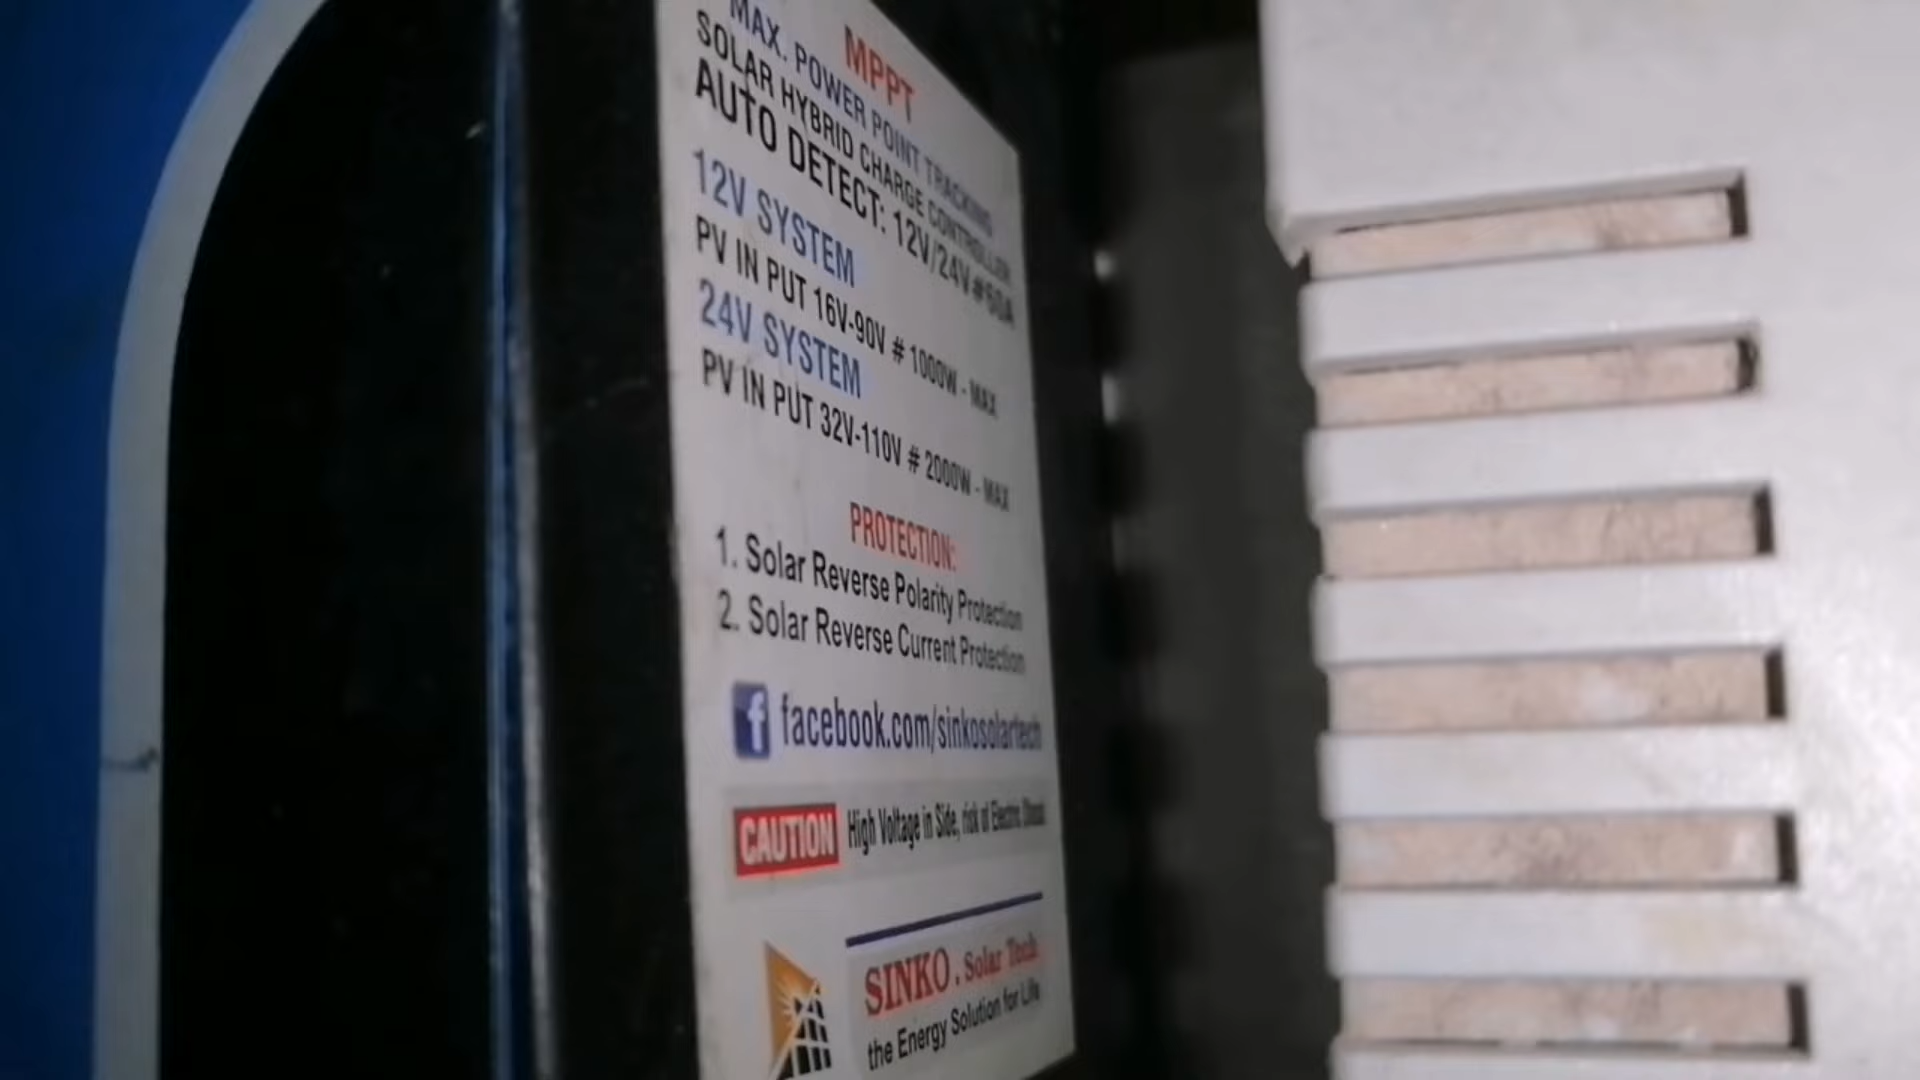 MPPT
MAX. POWER POINT TRACKING
SOLAR HYBRID CHARGE CONTROLLER
AUTO DETECT: 12V/24V#60A
12V SYSTEM
PV IN PUT 16V-90V # 1000W - MAX
24V SYSTEM
PV IN PUT 32V-110V # 2000W - MAX
PROTECTION:
1. Solar Reverse Polarity Protection
2. Solar Reverse Current Protection
f facebook.com/sinkosolartech
CAUTION High Voltage in Side, risk of Electric Shock
SINKO . Solar Tech
the Energy Solution for Life